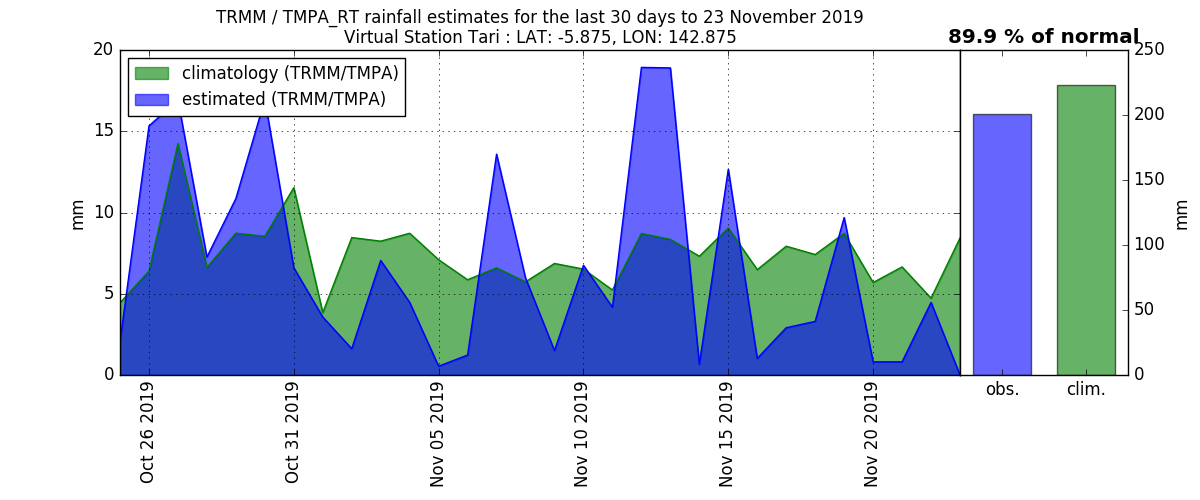 TRMM / TMPA_RT rainfall estimates for the last 30 days to 23 November 2019
Virtual Station Tari : LAT: -5.875, LON: 142.875
89.9 % of normal
climatology (TRMM/TMPA)
estimated (TRMM/TMPA)
mm
20
15
10
5
0
Oct 26 2019
Oct 31 2019
Nov 05 2019
Nov 10 2019
Nov 15 2019
Nov 20 2019
obs.
clim.
250
200
150
100
50
0
mm